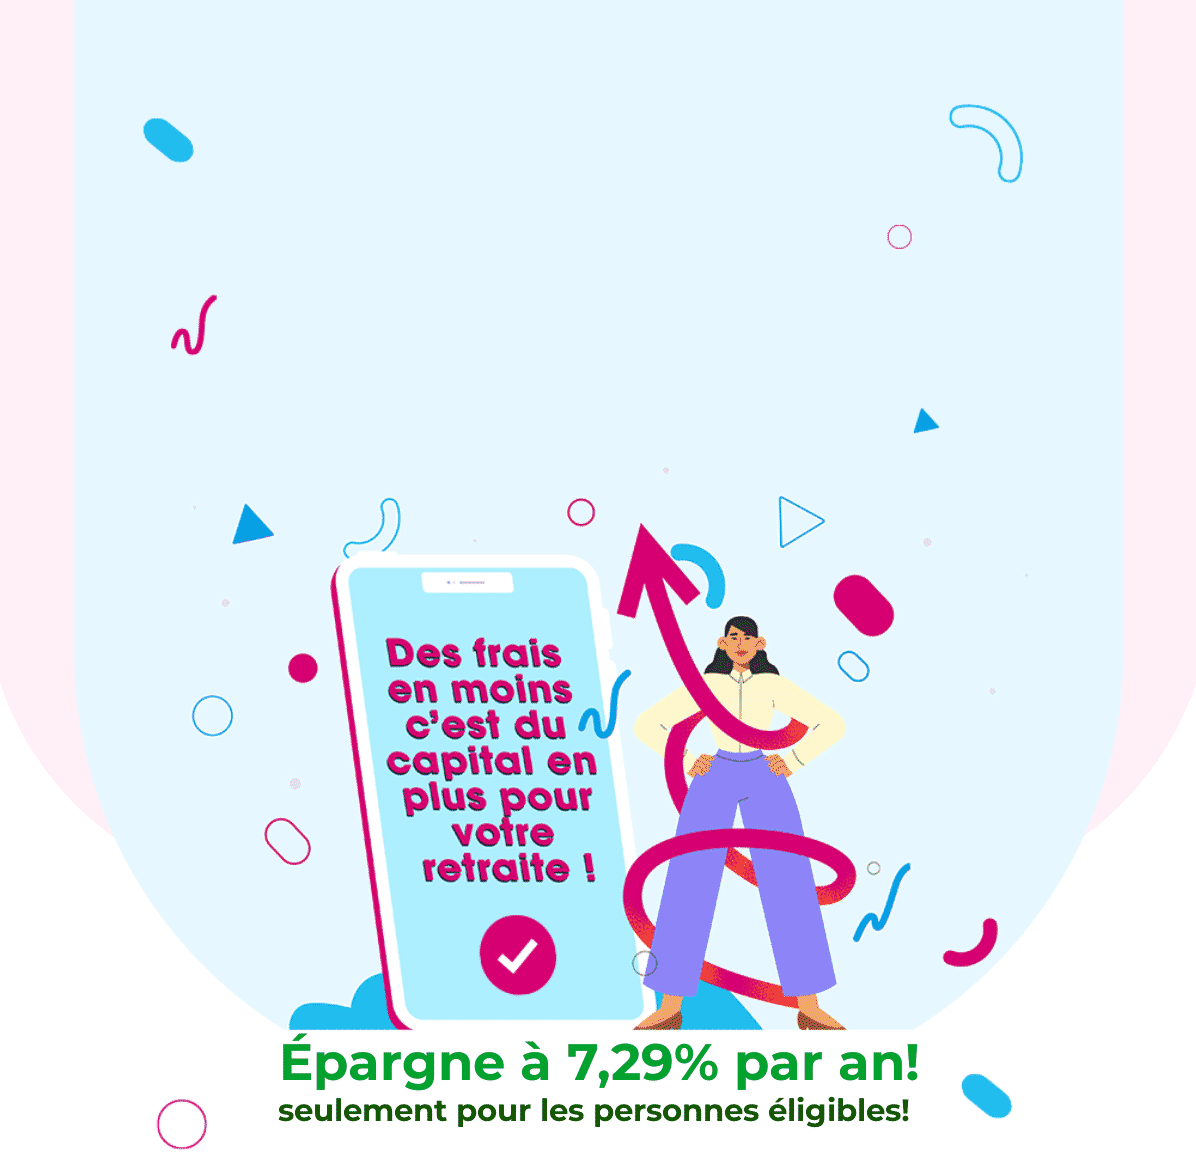 Des frais
en moins
c'est du
capital en
plus pour
votre
retraite !
Épargne à 7,29% par an!
seulement pour les personnes éligibles!